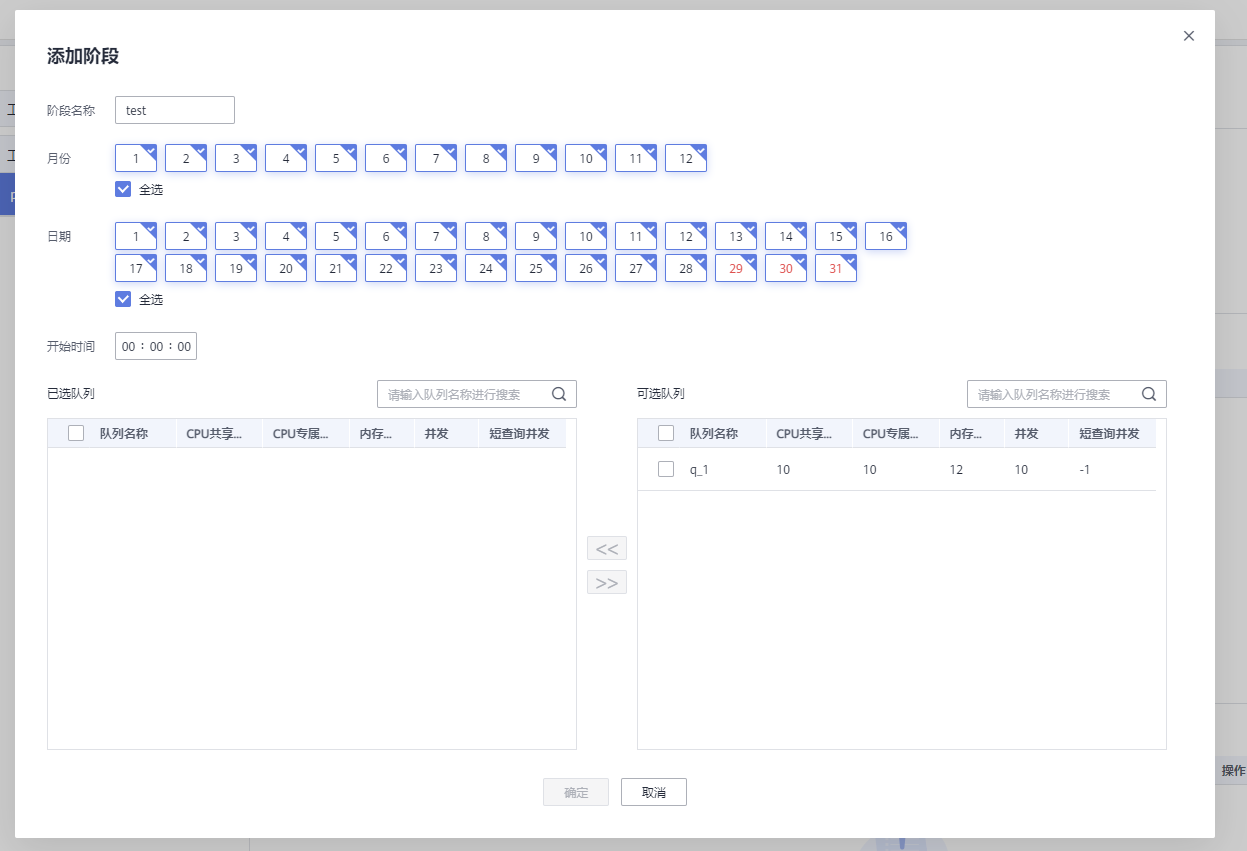 添加阶段
阶段名称 test
月份 1 2 3 4 5 6 7 8 9 10 11 12
全选
日期 1 2 3 4 5 6 7 8 9 10 11 12 13 14 15 16
17 18 19 20 21 22 23 24 25 26 27 28 29 30 31
全选
开始时间 00 : 00 : 00
已选队列 请输入队列名称进行搜索
队列名称 CPU共享... CPU专属... 内存... 并发 短查询并发
可选队列 请输入队列名称进行搜索
队列名称 CPU共享... CPU专属... 内存... 并发 短查询并发
q_1 10 10 12 10 -1
<<
>>
确定 取消
操作